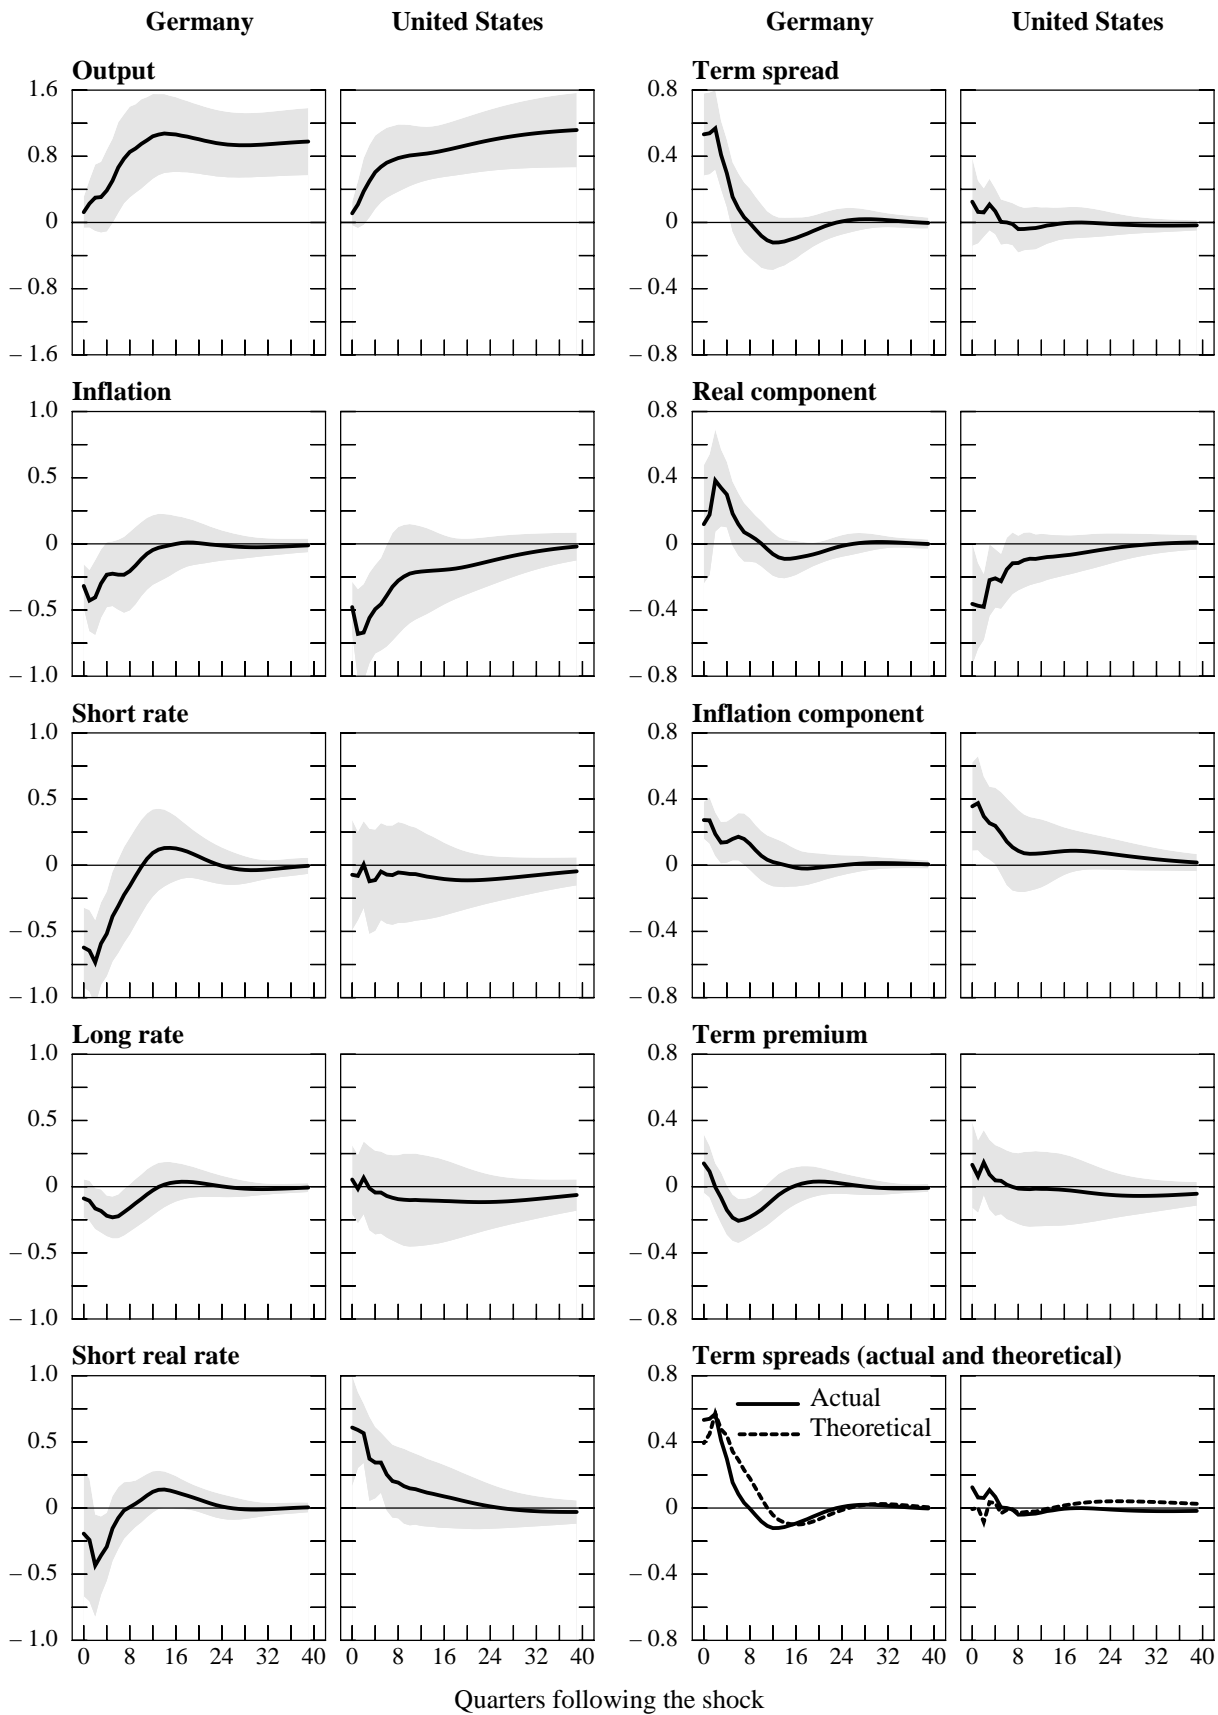 Germany United States Germany United States
Output Term spread
1.6 0.8
0.8 0.4
0 0
– 0.8 – 0.4
– 1.6 – 0.8
Inflation Real component
1.0 0.8
0.5 0.4
0 0
– 0.5 – 0.4
– 1.0 – 0.8
Short rate Inflation component
1.0 0.8
0.5 0.4
0 0
– 0.5 – 0.4
– 1.0 – 0.8
Long rate Term premium
1.0 0.8
0.5 0.4
0 0
– 0.5 – 0.4
– 1.0 – 0.8
Short real rate Term spreads (actual and theoretical)
1.0 0.8
Actual
Theoretical
0.5 0.4
0 0
– 0.5 – 0.4
– 1.0 – 0.8
0 8 16 24 32 40 0 8 16 24 32 40 0 8 16 24 32 40 0 8 16 24 32 40
Quarters following the shock